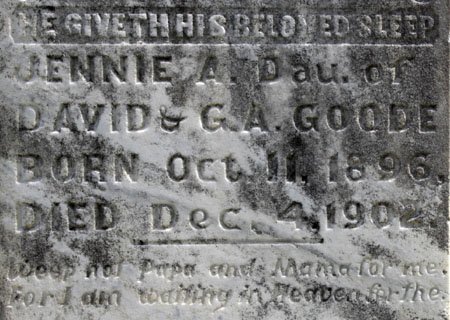 HE GIVETH HIS BELOVED SLEEP
JENNIE A. Dau. of
DAVID & G. A. GOODE
BORN Oct 11, 1896.
DIED Dec. 4, 1902.
Weep not Papa and Mama for me.
For I am waiting in Heaven for the.